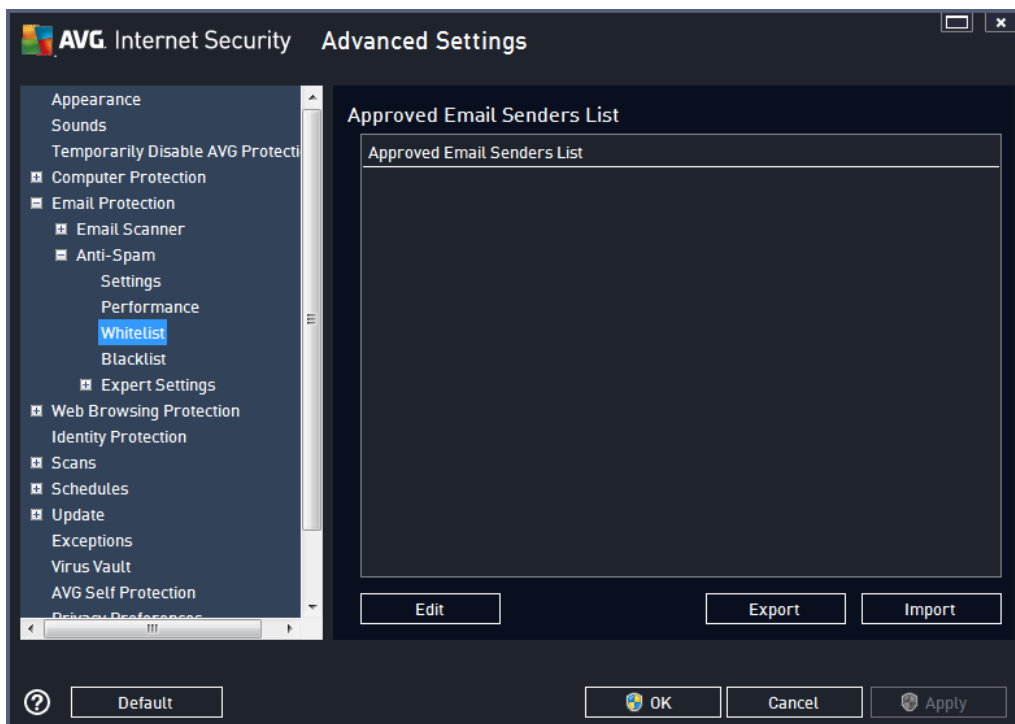 AVG. Internet Security Advanced Settings
Appearance
Sounds
Temporarily Disable AVG Protecti
Computer Protection
Email Protection
Email Scanner
Anti-Spam
Settings
Performance
Whitelist
Blacklist
Expert Settings
Web Browsing Protection
Identity Protection
Scans
Schedules
Update
Exceptions
Virus Vault
AVG Self Protection
Privacy Preferences
Approved Email Senders List
Approved Email Senders List
Edit
Export
Import
?
Default
OK
Cancel
Apply